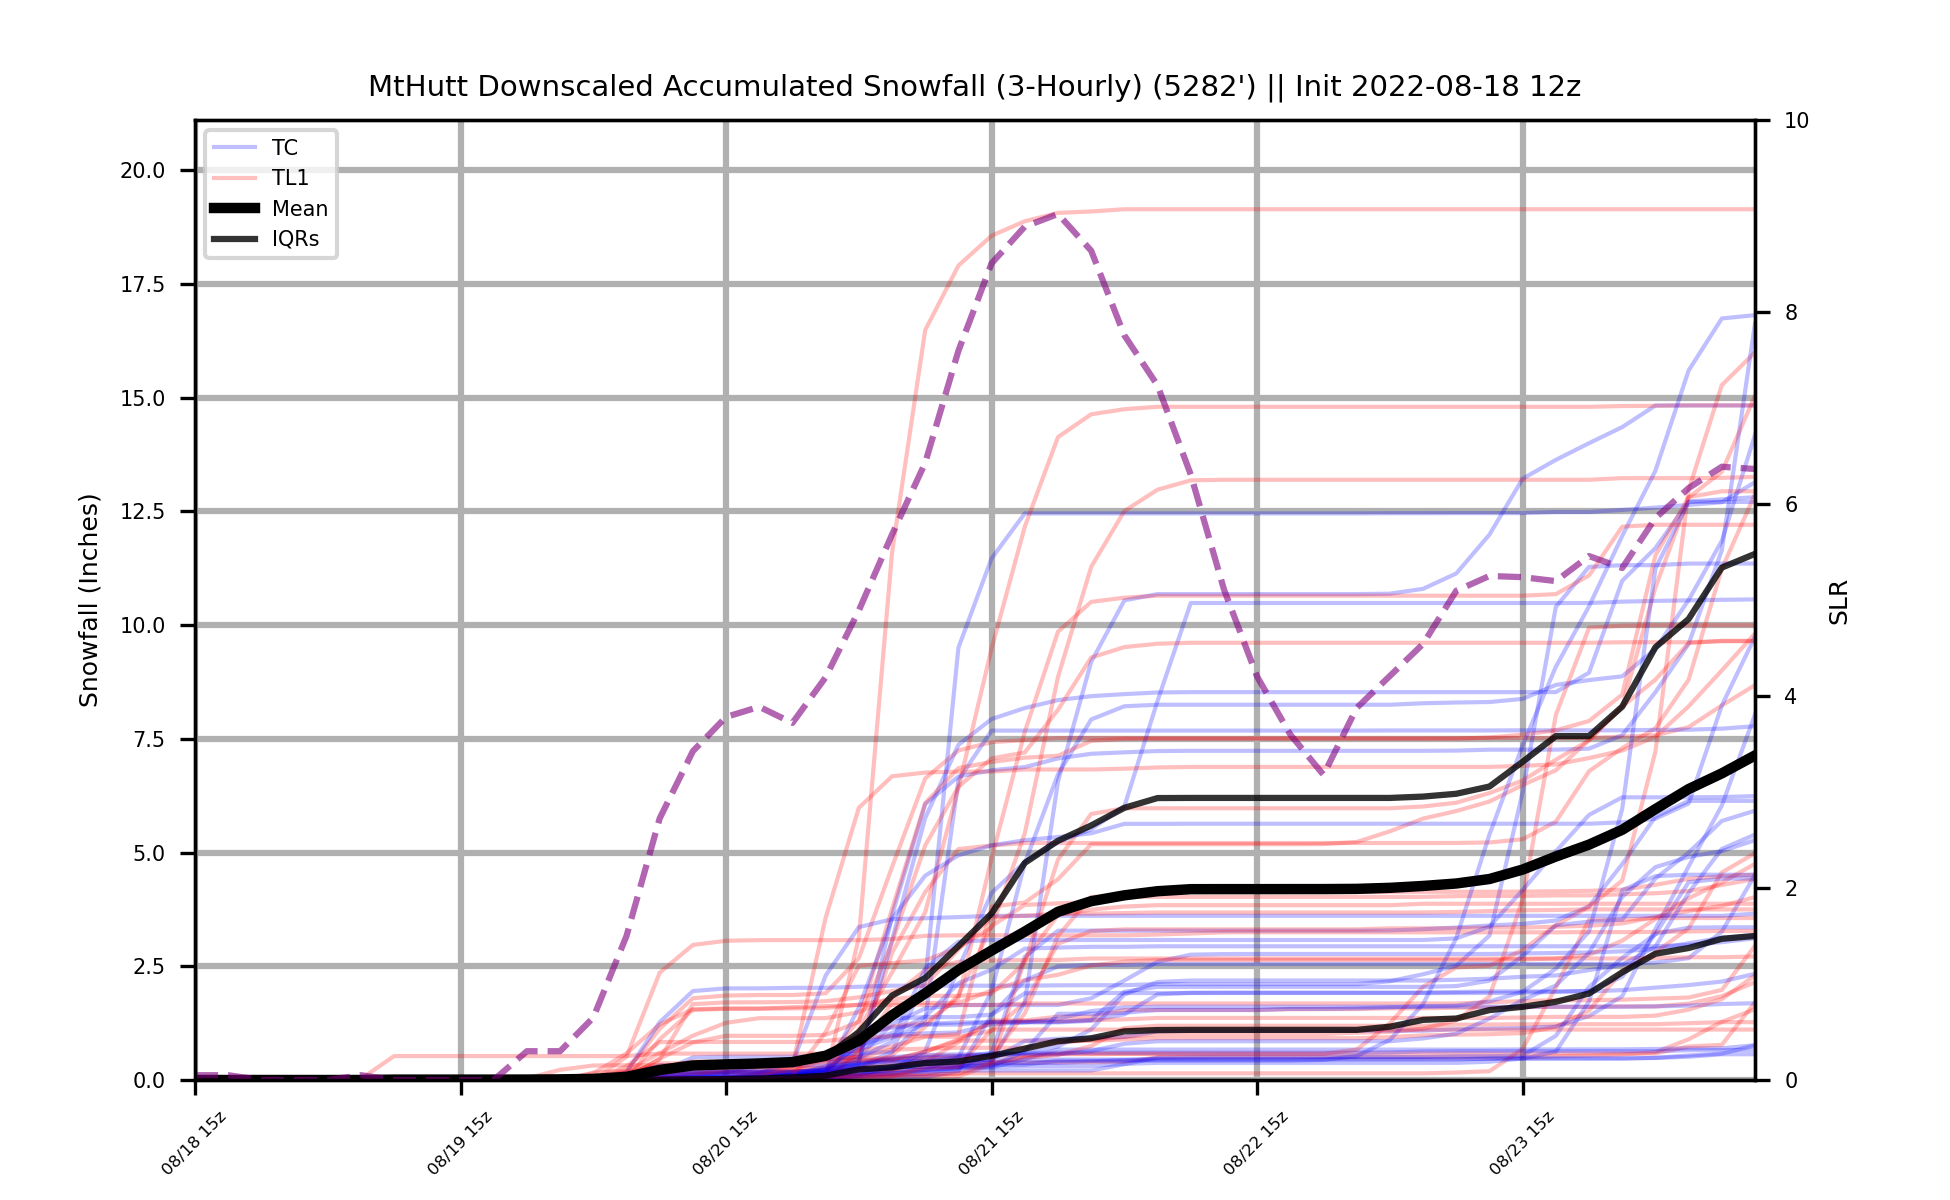 MtHutt Downscaled Accumulated Snowfall (3-Hourly) (5282') || Init 2022-08-18 12z
TC
TL1
Mean
IQRs
Snowfall (Inches)
20.0
17.5
15.0
12.5
10.0
7.5
5.0
2.5
0.0
10
8
6
4
2
0
SLR
08/18 15z
08/19 15z
08/20 15z
08/21 15z
08/22 15z
08/23 15z